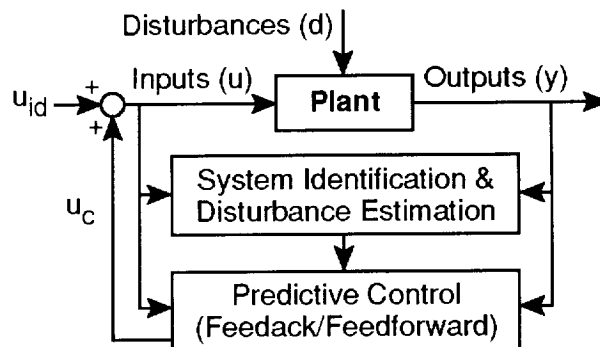 Disturbances (d)
+
Inputs (u)
Outputs (y)
u_id
Plant
+
System Identification &
Disturbance Estimation
u_c
Predictive Control
(Feedack/Feedforward)